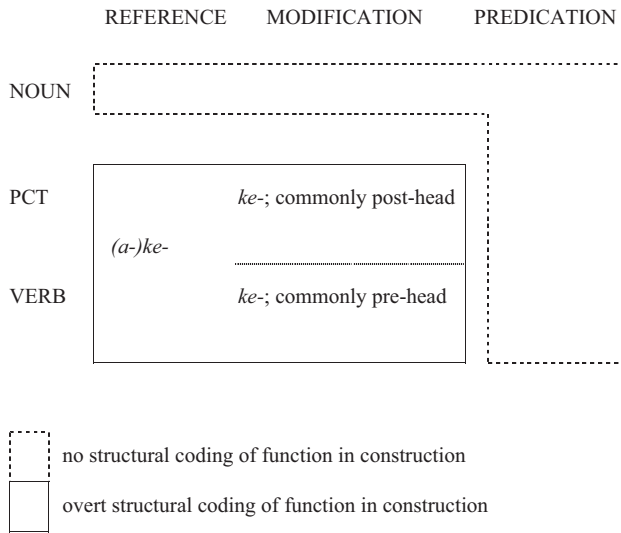 REFERENCE MODIFICATION PREDICATION
NOUN
PCT ke-; commonly post-head
(a-)ke-
VERB ke-; commonly pre-head
no structural coding of function in construction
overt structural coding of function in construction